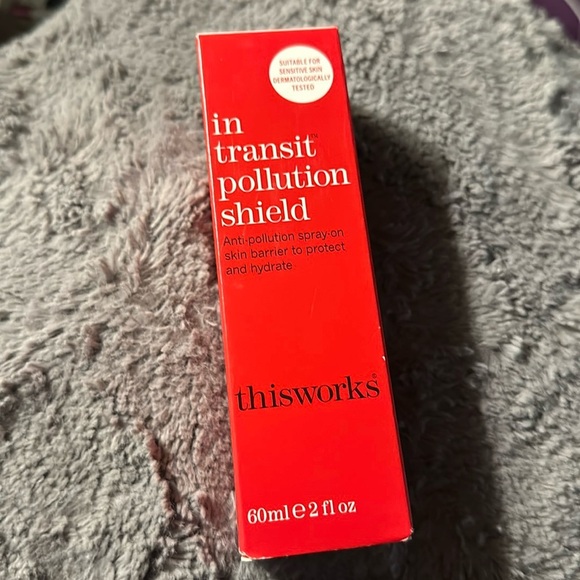 SUITABLE FOR
SENSITIVE SKIN
DERMATOLOGICALLY
TESTED
in
transit™
pollution
shield
Anti-pollution spray-on
skin barrier to protect
and hydrate
thisworks©
60ml ℮ 2 fl oz